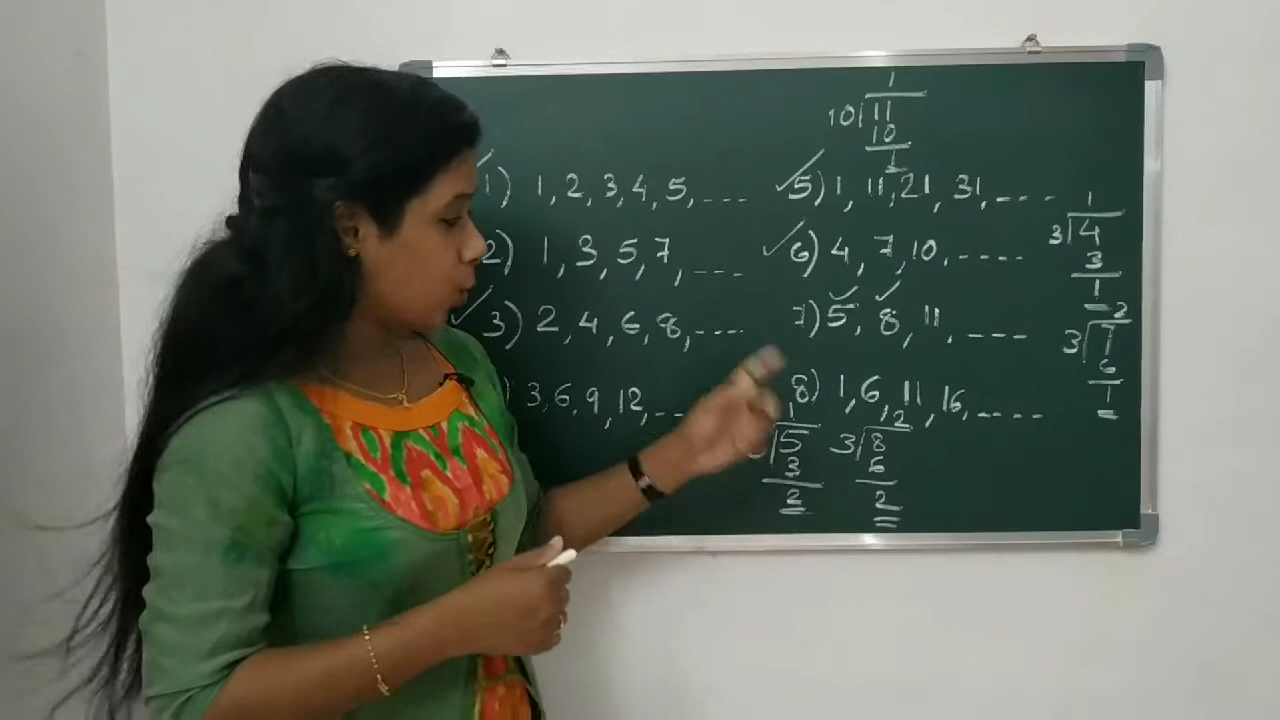 1) 1, 2, 3, 4, 5, ----
2) 1, 3, 5, 7, ----
3) 2, 4, 6, 8, ----
) 3, 6, 9, 12, ---
1
10) 11
10
1
5) 1, 11, 21, 31, ----
6) 4, 7, 10, -----
7) 5, 8, 11, ----
8) 1, 6, 11, 16, ----
1
5
3
2
2
3) 8
6
2
1
3) 4
3
1
2
3) 7
6
1